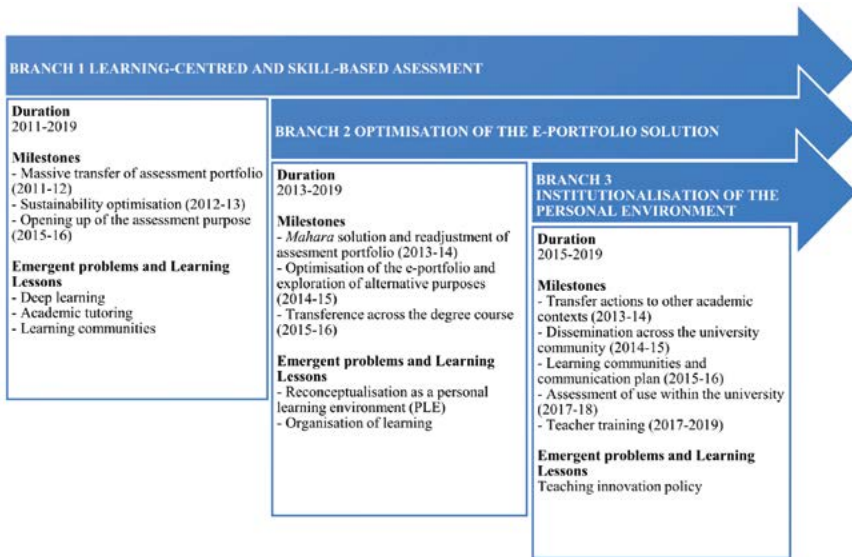 BRANCH 1 LEARNING-CENTRED AND SKILL-BASED ASESSMENT
Duration
2011-2019
Milestones
- Massive transfer of assessment portfolio
(2011-12)
- Sustainability optimisation (2012-13)
- Opening up of the assessment purpose
(2015-16)
Emergent problems and Learning
Lessons
- Deep learning
- Academic tutoring
- Learning communities
BRANCH 2 OPTIMISATION OF THE E-PORTFOLIO SOLUTION
Duration
2013-2019
Milestones
- Mahara solution and readjustment of
assesment portfolio (2013-14)
- Optimisation of the e-portfolio and
exploration of alternative purposes
(2014-15)
- Transference across the degree course
(2015-16)
Emergent problems and Learning
Lessons
- Reconceptualisation as a personal
learning environment (PLE)
- Organisation of learning
BRANCH 3
INSTITUTIONALISATION OF THE
PERSONAL ENVIRONMENT
Duration
2015-2019
Milestones
- Transfer actions to other academic
contexts (2013-14)
- Dissemination across the university
community (2014-15)
- Learning communities and
communication plan (2015-16)
- Assessment of use within the university
(2017-18)
- Teacher training (2017-2019)
Emergent problems and Learning
Lessons
Teaching innovation policy